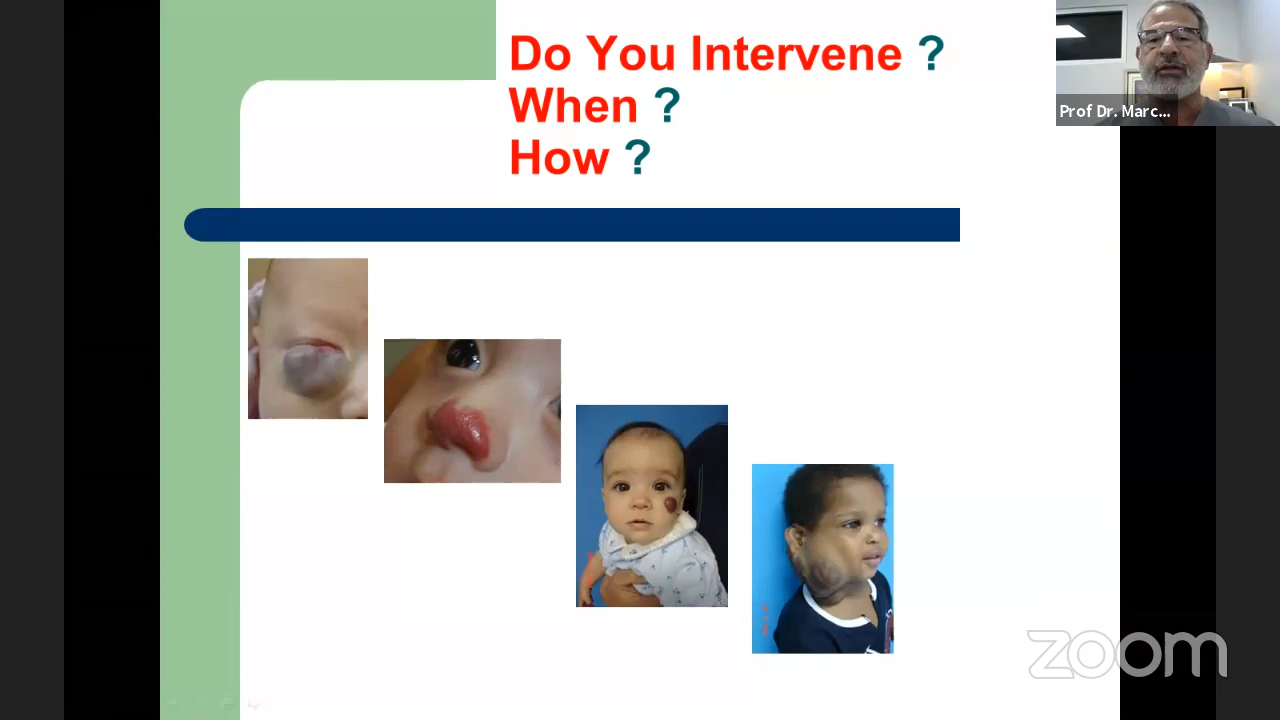 Do You Intervene ?
When ?
How ?
Prof Dr. Marc...
zoom